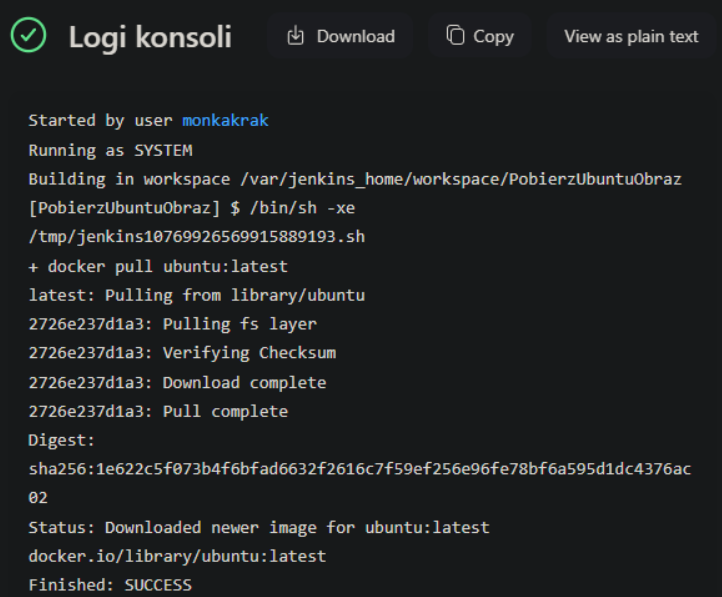 Logi konsoli Download Copy View as plain text
Started by user monkakrak
Running as SYSTEM
Building in workspace /var/jenkins_home/workspace/PobierzUbuntuObraz
[PobierzUbuntuObraz] $ /bin/sh -xe
/tmp/jenkins10769926569915889193.sh
+ docker pull ubuntu:latest
latest: Pulling from library/ubuntu
2726e237d1a3: Pulling fs layer
2726e237d1a3: Verifying Checksum
2726e237d1a3: Download complete
2726e237d1a3: Pull complete
Digest:
sha256:1e622c5f073b4f6bfad6632f2616c7f59ef256e96fe78bf6a595d1dc4376ac
02
Status: Downloaded newer image for ubuntu:latest
docker.io/library/ubuntu:latest
Finished: SUCCESS